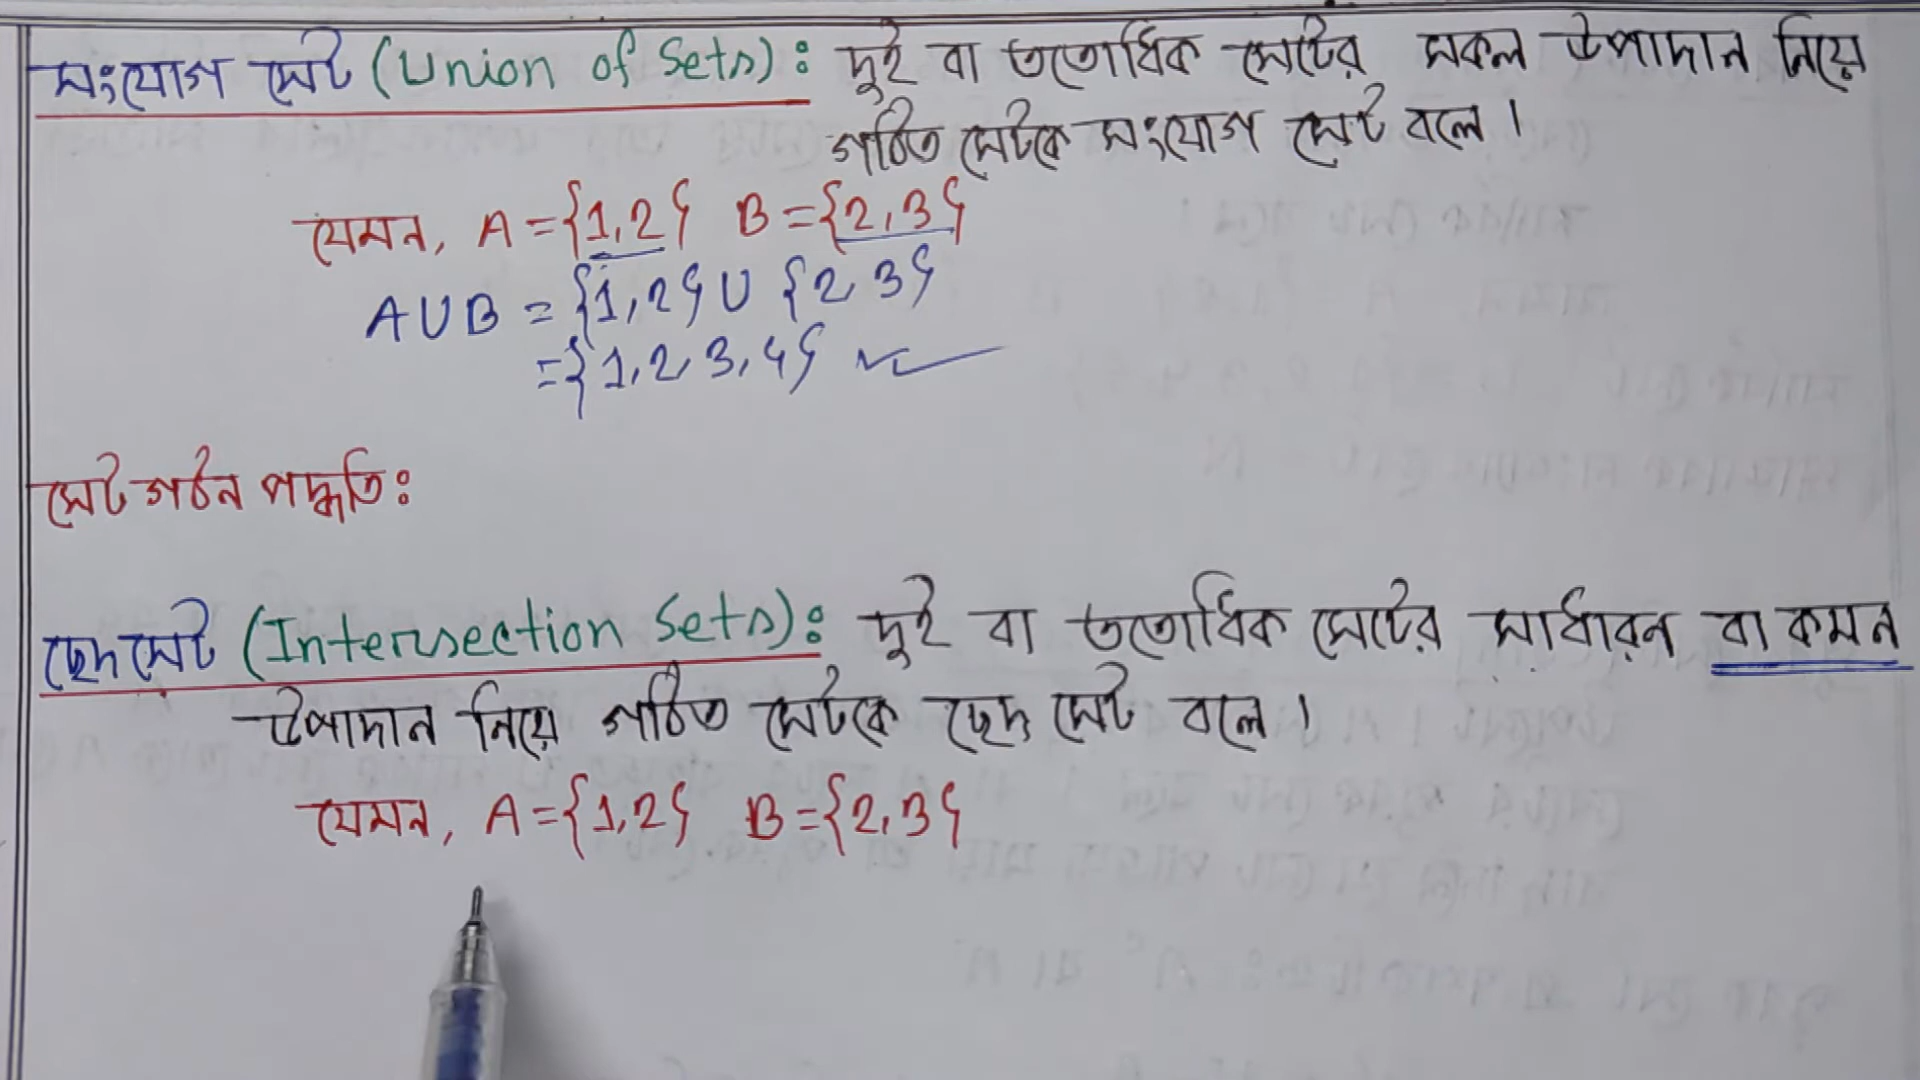 সংযোগ সেট (Union of Sets): দুই বা ততোধিক সেটের সকল উপাদান নিয়ে
গঠিত সেটকে সংযোগ সেট বলে।
যেমন, A = {1,2} B = {2,3}
A∪B = {1,2} ∪ {2,3}
= {1,2,3,4}
সেট গঠন পদ্ধতি:
ছেদ সেট (Intersection Sets): দুই বা ততোধিক সেটের সাধারন বা কমন
উপাদান নিয়ে গঠিত সেটকে ছেদ সেট বলে।
যেমন, A = {1,2} B = {2,3}